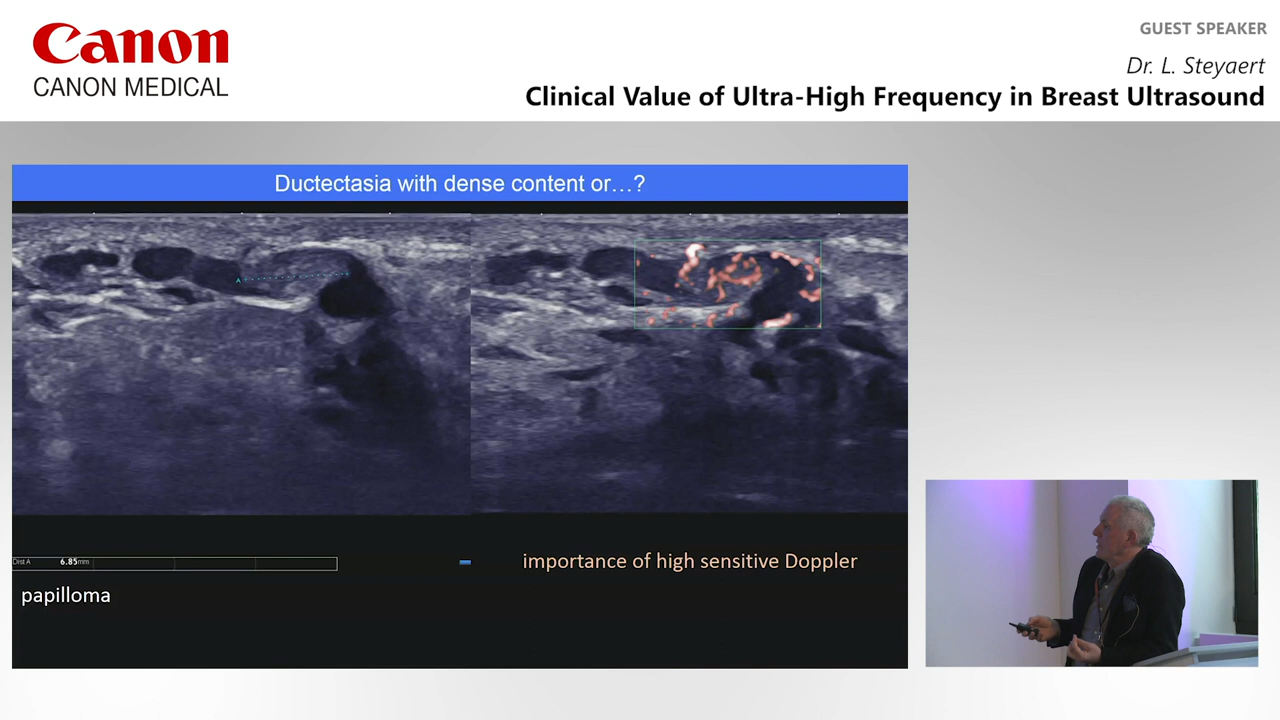 Canon
CANON MEDICAL
GUEST SPEAKER
Dr. L. Steyaert
Clinical Value of Ultra-High Frequency in Breast Ultrasound
Ductectasia with dense content or…?
A
Dist A 6.85mm
importance of high sensitive Doppler
papilloma